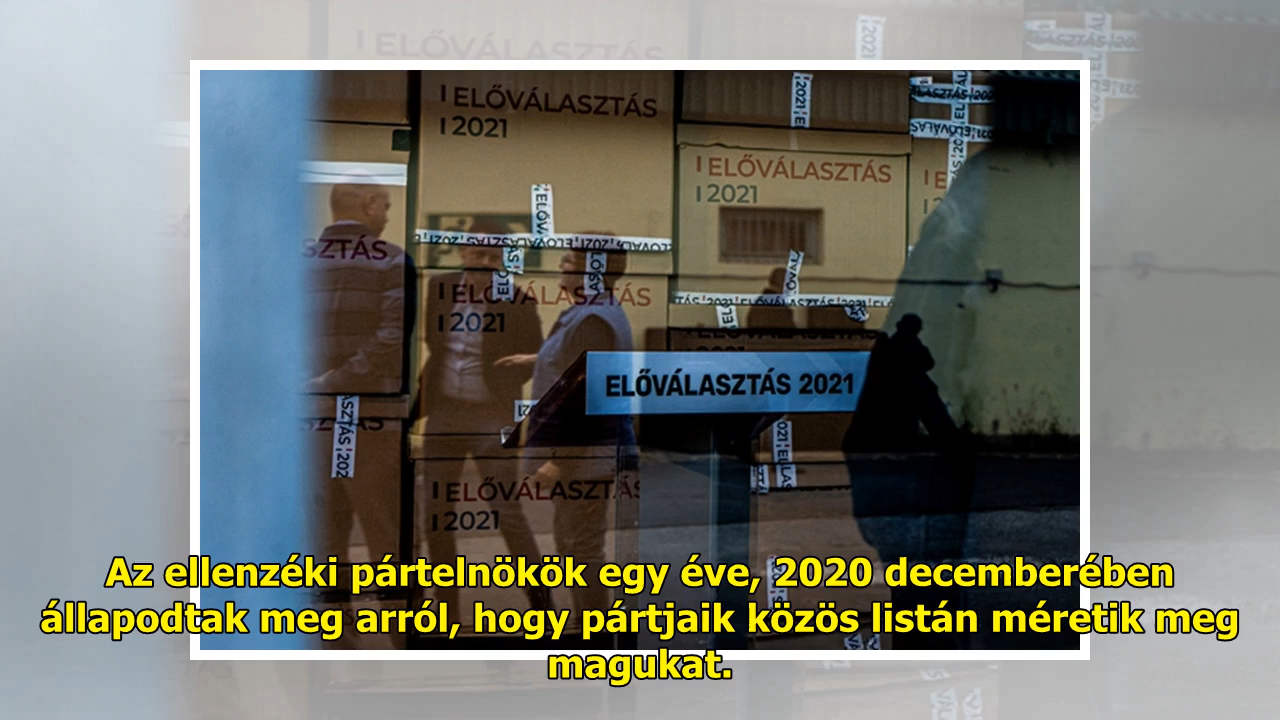 ELŐVÁLASZTÁS
ELŐVÁLASZTÁS
2021
ELŐVÁLASZTÁS
2021
SZTÁS
ELŐVÁLASZTÁS
2021
ELŐVÁLASZTÁS 2021
ELŐVÁLASZTÁS
2021
Az ellenzéki pártelnökök egy éve, 2020 decemberében
állapodtak meg arról, hogy pártjaik közös listán méretik meg
magukat.